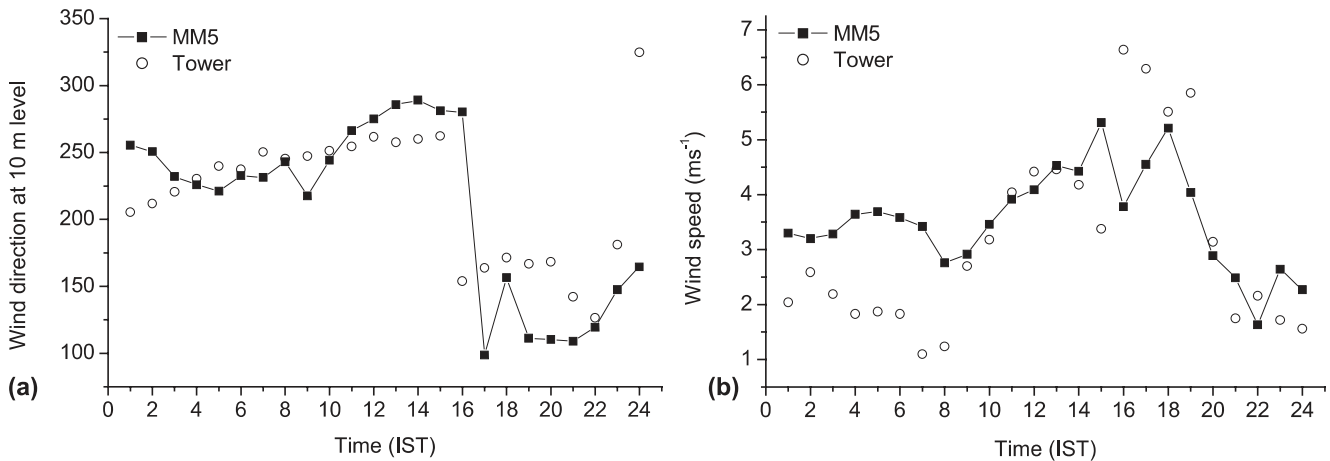 350
300
250
200
150
100
Wind direction at 10 m level
MM5
Tower
0 2 4 6 8 10 12 14 16 18 20 22 24
Time (IST)
(a)
7
6
5
4
3
2
1
Wind speed (ms⁻¹)
MM5
Tower
0 2 4 6 8 10 12 14 16 18 20 22 24
Time (IST)
(b)